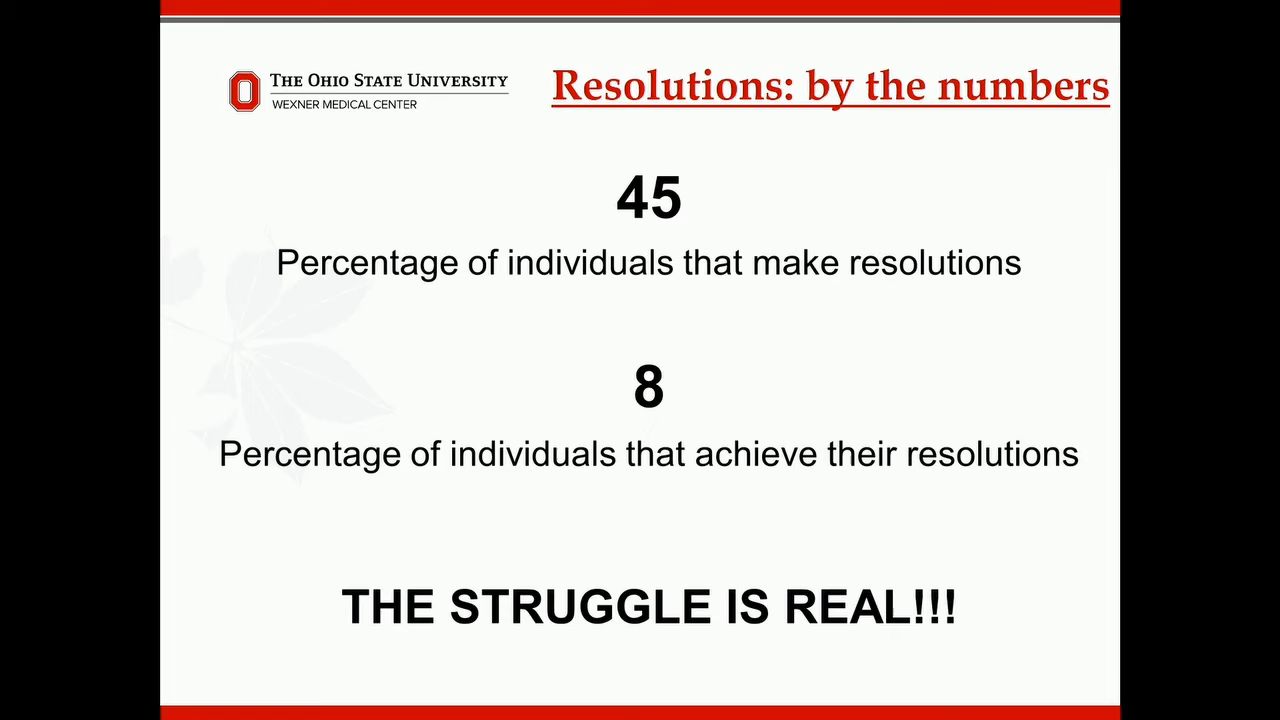 THE OHIO STATE UNIVERSITY
WEXNER MEDICAL CENTER
Resolutions: by the numbers
45
Percentage of individuals that make resolutions
8
Percentage of individuals that achieve their resolutions
THE STRUGGLE IS REAL!!!